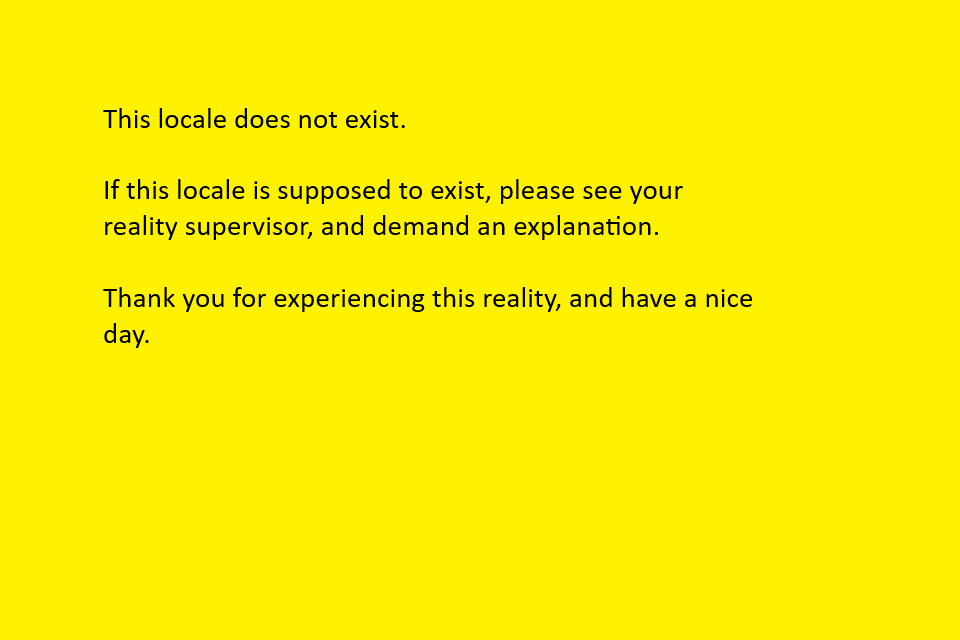 This locale does not exist.
If this locale is supposed to exist, please see your
reality supervisor, and demand an explanation.
Thank you for experiencing this reality, and have a nice
day.